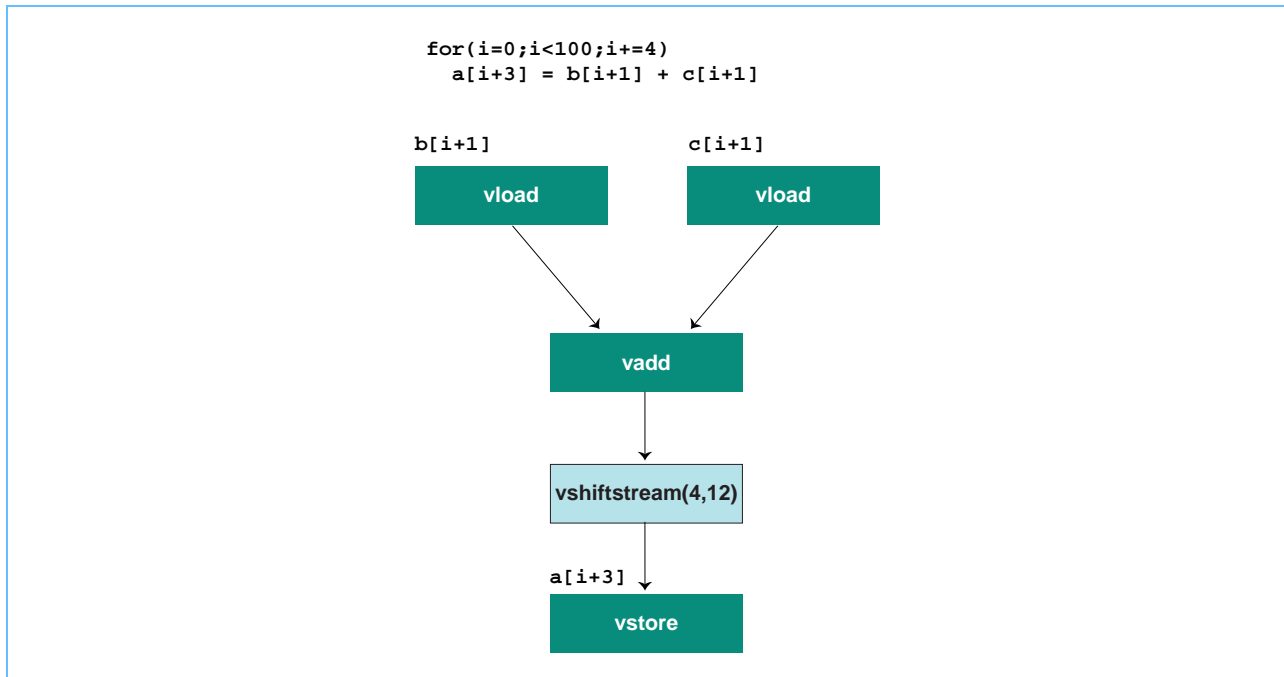 for(i=0;i<100;i+=4)
a[i+3] = b[i+1] + c[i+1]
b[i+1]
c[i+1]
vload
vload
vadd
vshiftstream(4,12)
a[i+3]
vstore